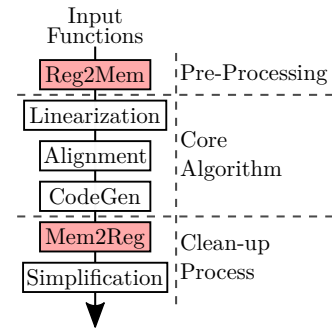 Input
Functions
Reg2Mem
Pre-Processing
Linearization
Alignment
CodeGen
Core
Algorithm
Mem2Reg
Simplification
Clean-up
Process